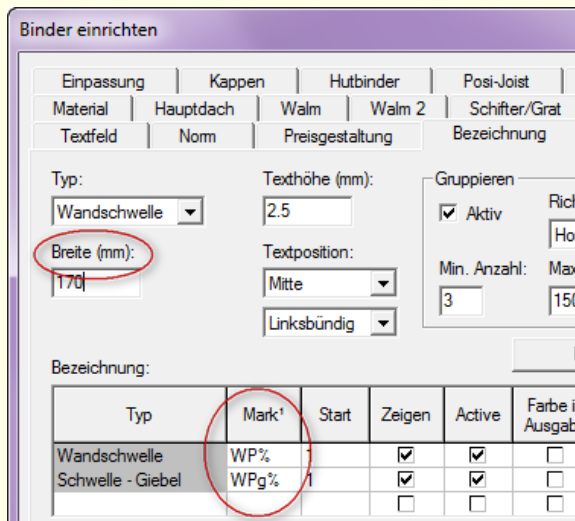 Binder einrichten
Einpassung Kappen Hutbinder Posi-Joist
Material Hauptdach Walm Walm 2 Schifter/Grat
Textfeld Norm Preisgestaltung Bezeichnung
Typ: Texthöhe (mm): Gruppieren
Wandschwelle 2.5 Aktiv
Breite (mm): Textposition:
170 Mitte Min. Anzahl:
Linksbündig 3
Bezeichnung:
Typ Mark¹ Start Zeigen Active Farbe
Wandschwelle WP% 1
Schwelle - Giebel WPg% 1